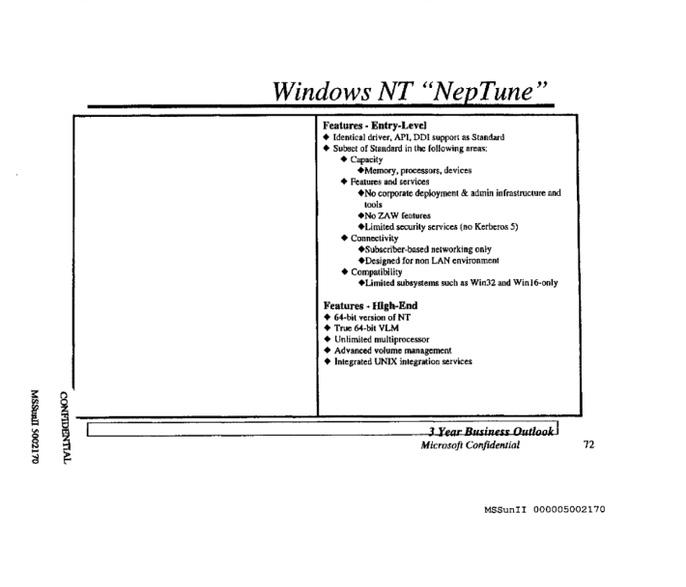 Windows NT “NepTune”
Features - Entry-Level
◆ Identical driver, API, DDI support as Standard
◆ Subset of Standard in the following areas:
◆ Capacity
◆Memory, processors, devices
◆ Features and services
◆No corporate deployment & admin infrastructure and
tools
◆No ZAW features
◆Limited security services (no Kerberos 5)
◆ Connectivity
◆Subscriber-based networking only
◆Designed for non LAN environment
◆ Compatibility
◆Limited subsystems such as Win32 and Win16-only
Features - High-End
◆ 64-bit version of NT
◆ True 64-bit VLM
◆ Unlimited multiprocessor
◆ Advanced volume management
◆ Integrated UNIX integration services
3 Year Business Outlook
Microsoft Confidential
72
MSSunII 5002170
CONFIDENTIAL
MSSunII 000005002170